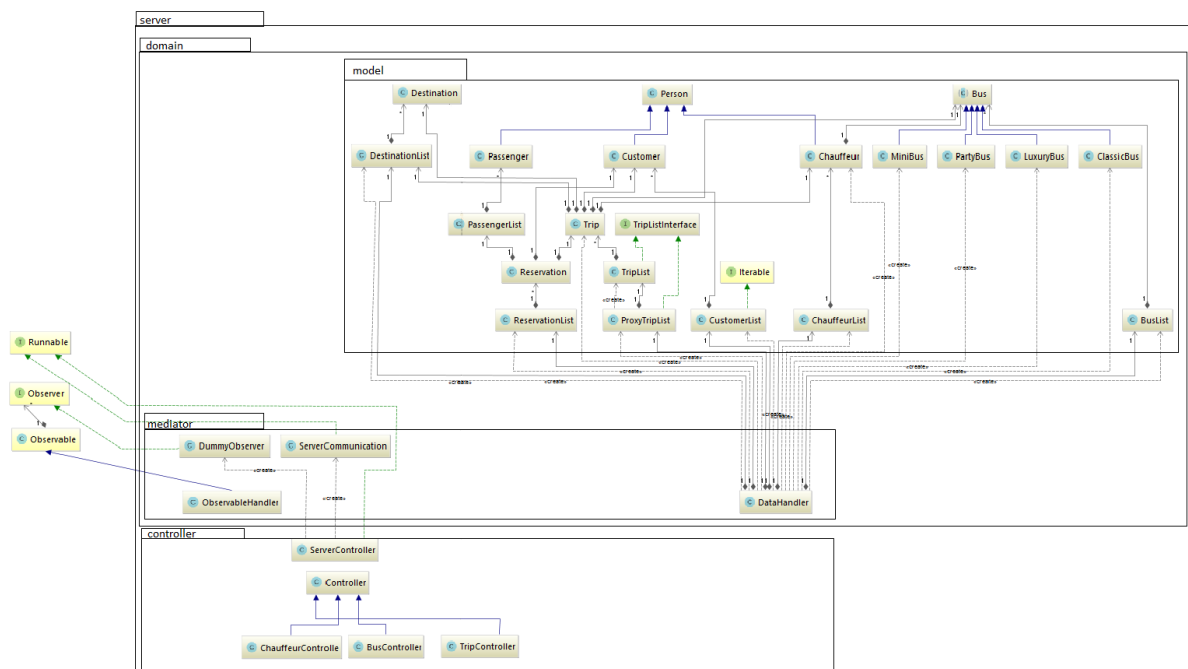 server
domain
model
Destination
Person
Bus
DestinationList
Passenger
Customer
Chauffeur
MiniBus
PartyBus
LuxuryBus
ClassicBus
PassengerList
Trip
TripListInterface
Reservation
TripList
Iterable
ReservationList
ProxyTripList
CustomerList
ChauffeurList
BusList
Runnable
Observer
Observable
mediator
DummyObserver
ServerCommunication
ObservableHandler
DataHandler
«create»
«create»
controller
ServerController
Controller
ChauffeurControlle
BusController
TripController